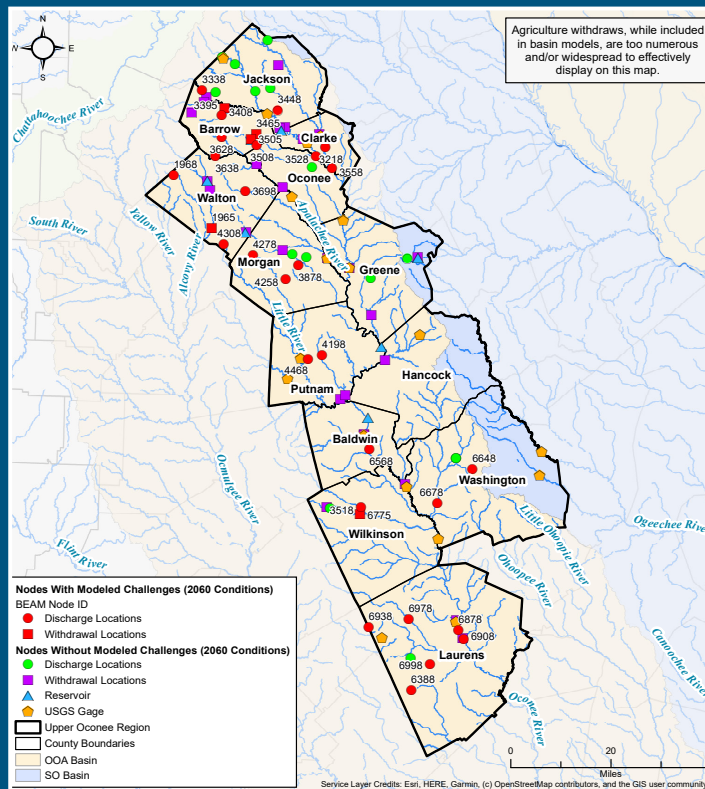 Agriculture withdraws, while included
in basin models, are too numerous
and/or widespread to effectively
display on this map.
N
W
E
S
Jackson
3338
3395
3408
3448
Chattahoochee River
Barrow
3465
3505
Clarke
3628
3508
3528
3218
3638
3558
1968
Oconee
Walton
3698
South River
Yellow River
Alcovy River
Apalachee River
1965
4308
4278
Morgan
Greene
4258
3878
Little River
4198
4468
Hancock
Putnam
Baldwin
6568
6648
Washington
6678
Ocmulgee River
3518
6775
Wilkinson
Little Ohoopie River
Ogeechee River
Flint River
Ohoopee River
Canoochee River
6978
6938
6878
6908
Laurens
6998
6388
Oconee River
Nodes With Modeled Challenges (2060 Conditions)
BEAM Node ID
Discharge Locations
Withdrawal Locations
Nodes Without Modeled Challenges (2060 Conditions)
Discharge Locations
Withdrawal Locations
Reservoir
USGS Gage
Upper Oconee Region
County Boundaries
OOA Basin
SO Basin
0 20
Miles
Service Layer Credits: Esri, HERE, Garmin, (c) OpenStreetMap contributors, and the GIS user community